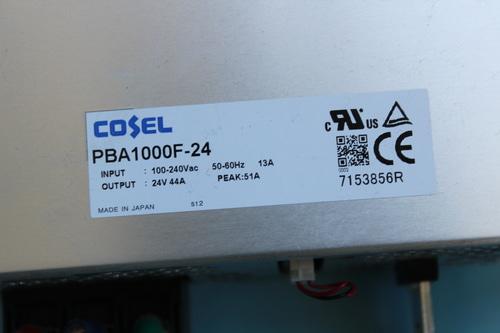 COSEL
PBA1000F-24
INPUT : 100-240Vac 50-60Hz 13A
OUTPUT : 24V 44A PEAK:51A
MADE IN JAPAN 512
c RU US
CE
7153856R